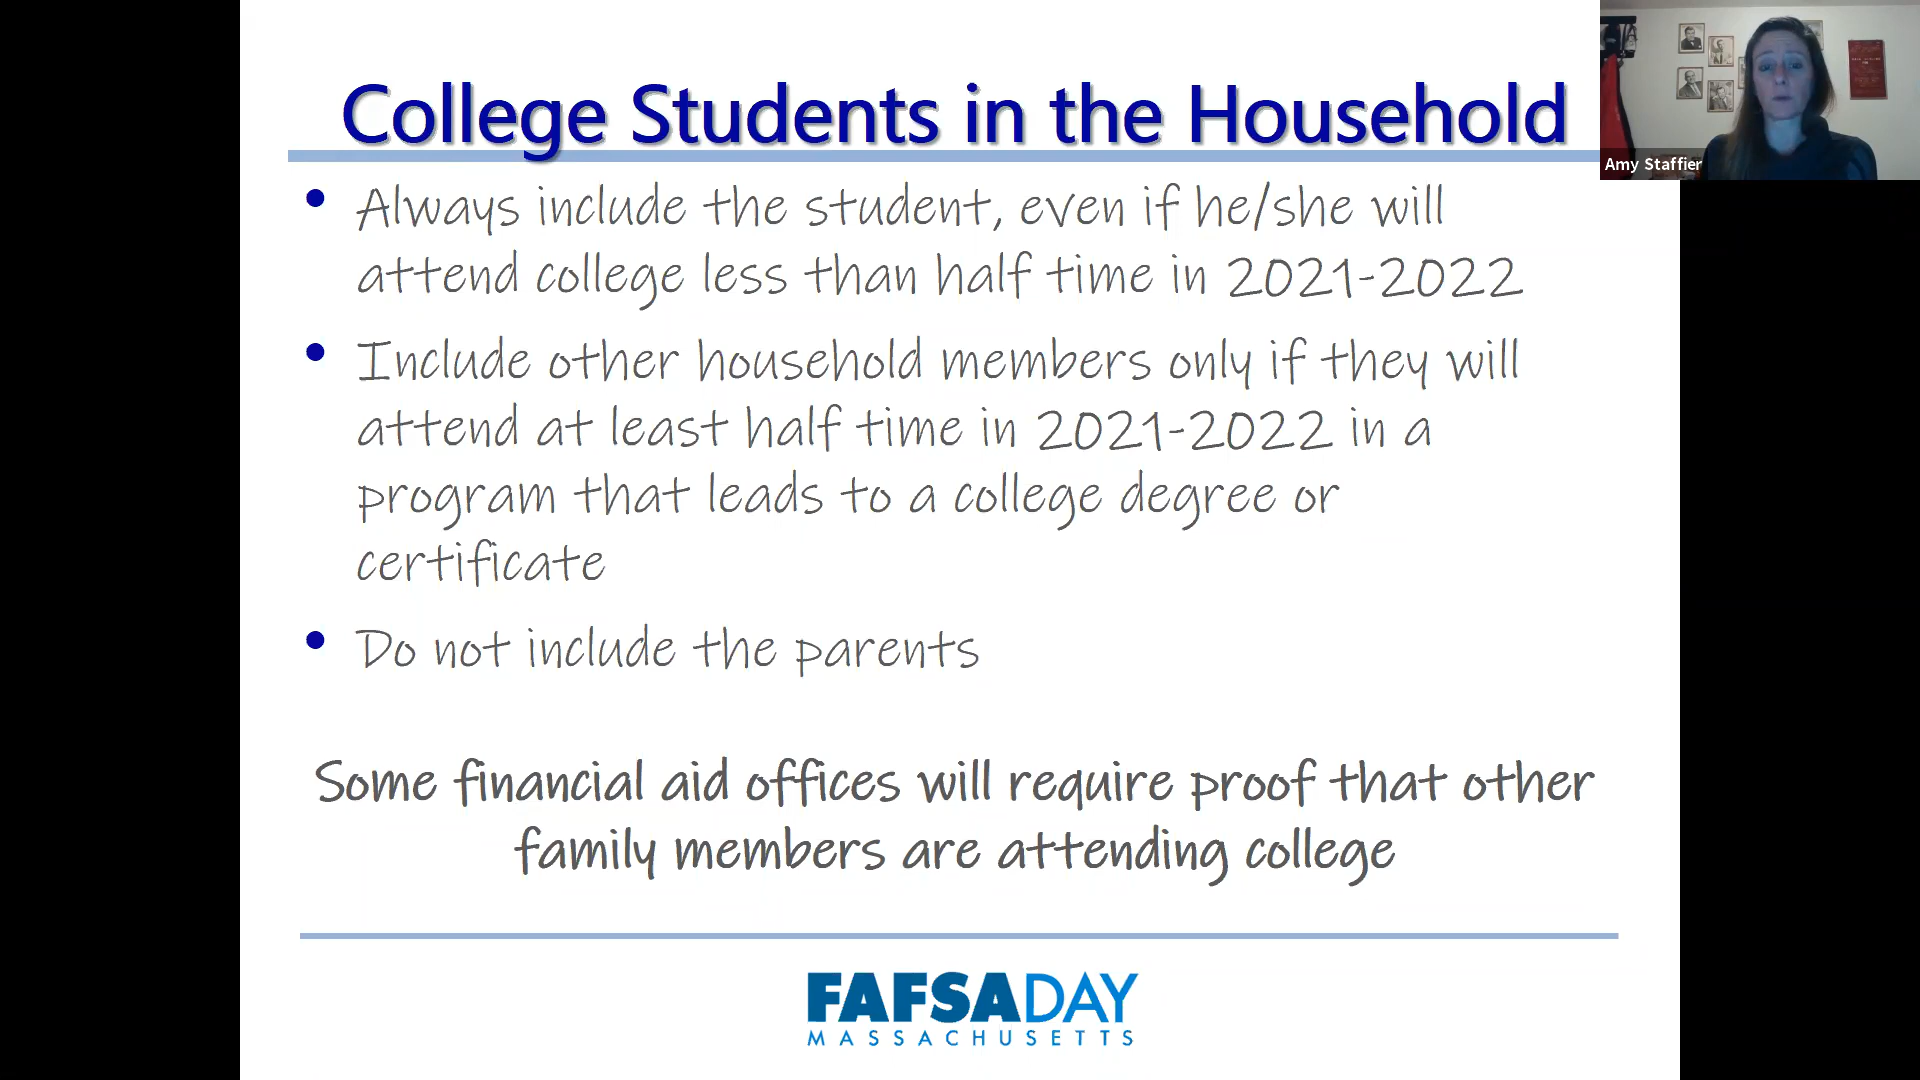 College Students in the Household
Amy Staffier
• Always include the student, even if he/she will
attend college less than half time in 2021-2022
• Include other household members only if they will
attend at least half time in 2021-2022 in a
program that leads to a college degree or
certificate
• Do not include the parents
Some financial aid offices will require proof that other
family members are attending college
FAFSADAY
MASSACHUSETTS